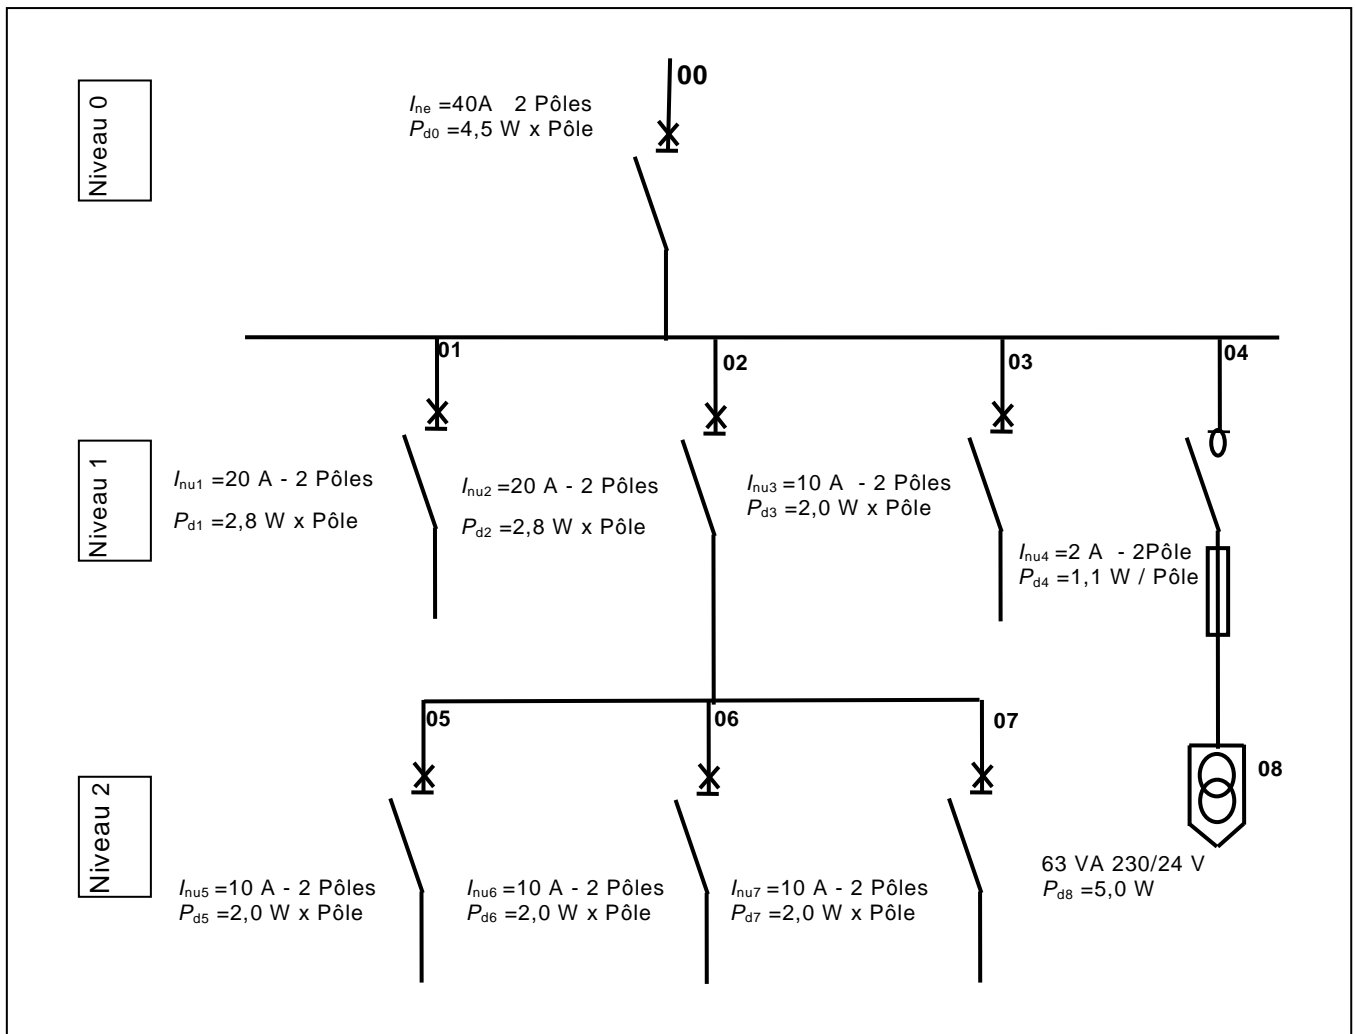 Niveau 0
00
Ine =40A 2 Pôles
Pd0 =4,5 W x Pôle
01
02
03
04
Niveau 1
Inu1 =20 A - 2 Pôles
Pd1 =2,8 W x Pôle
Inu2 =20 A - 2 Pôles
Pd2 =2,8 W x Pôle
Inu3 =10 A - 2 Pôles
Pd3 =2,0 W x Pôle
Inu4 =2 A - 2Pôle
Pd4 =1,1 W / Pôle
05
06
07
08
Niveau 2
Inu5 =10 A - 2 Pôles
Pd5 =2,0 W x Pôle
Inu6 =10 A - 2 Pôles
Pd6 =2,0 W x Pôle
Inu7 =10 A - 2 Pôles
Pd7 =2,0 W x Pôle
63 VA 230/24 V
Pd8 =5,0 W